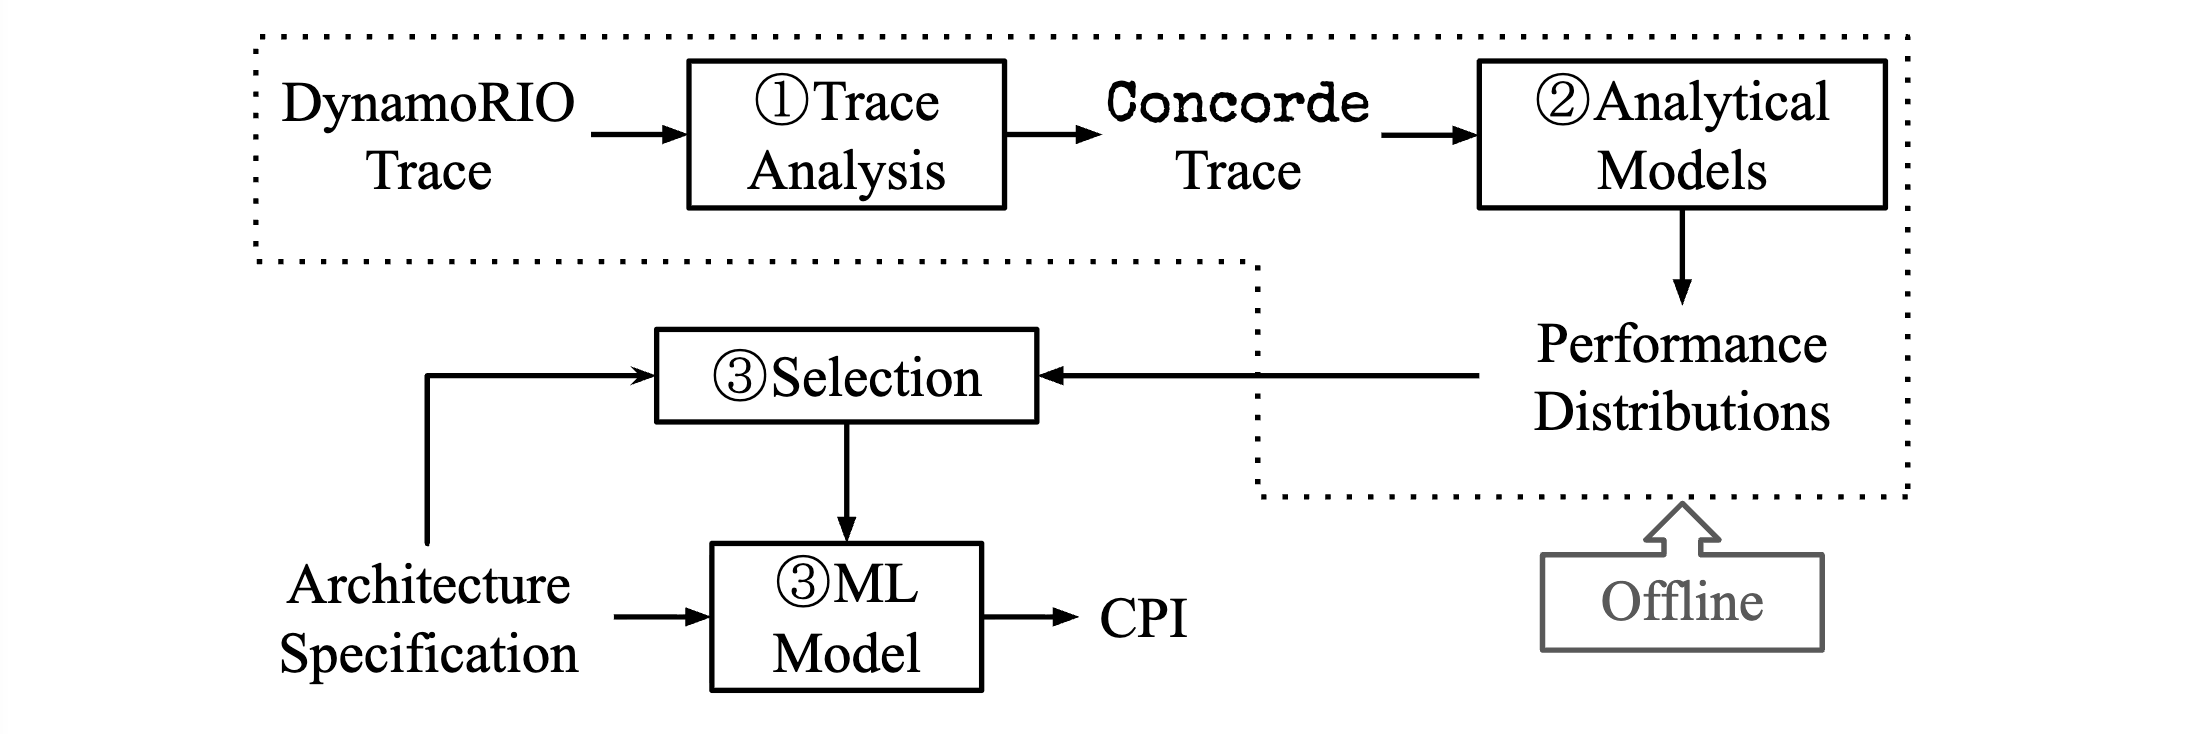 DynamoRIO
Trace
①Trace
Analysis
Concorde
Trace
②Analytical
Models
Performance
Distributions
③Selection
Architecture
Specification
③ML
Model
CPI
Offline